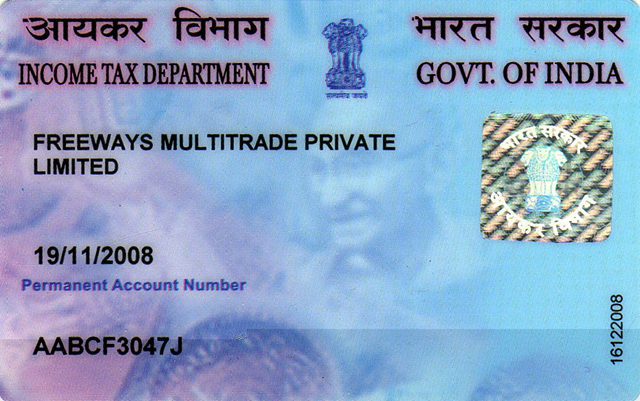 आयकर विभाग
INCOME TAX DEPARTMENT
सत्यमेव जयते
भारत सरकार
GOVT. OF INDIA
FREEWAYS MULTITRADE PRIVATE
LIMITED
भारत सरकार
आयकर विभाग
19/11/2008
Permanent Account Number
AABCF3047J
16122008